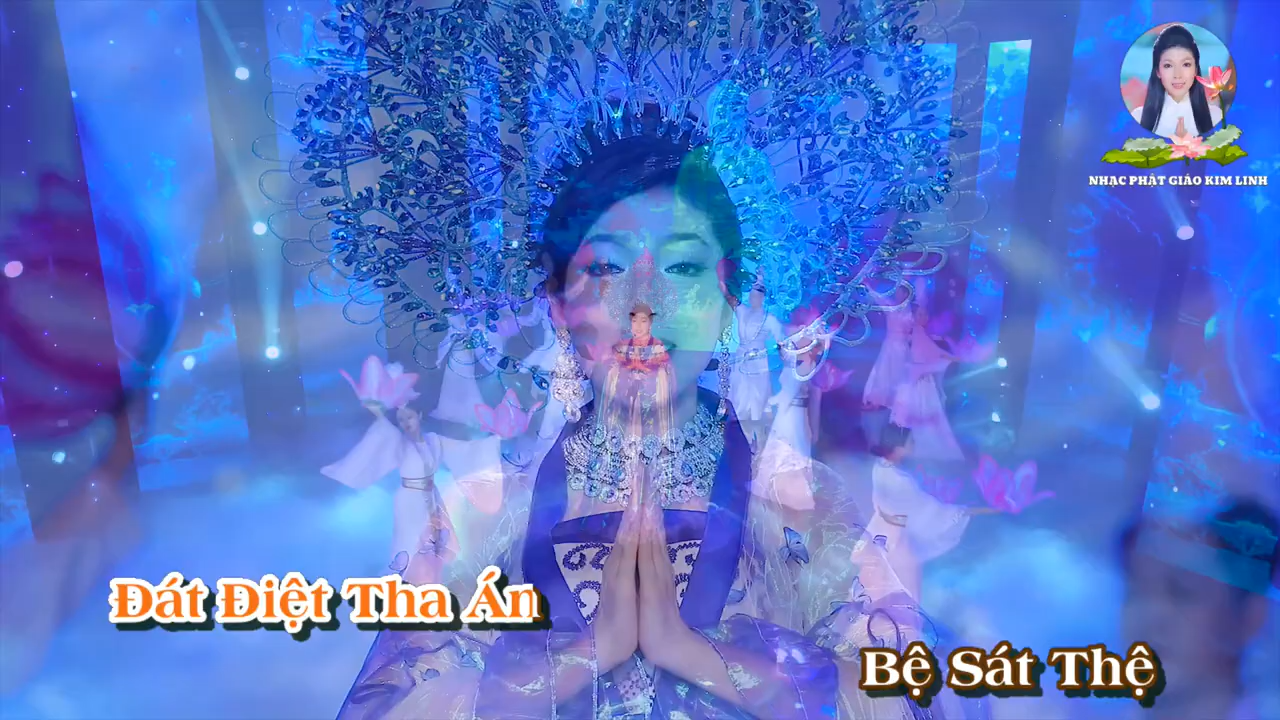 NHẠC PHẬT GIÁO KIM LINH
Đát Điệt Tha Án
Bệ Sát Thệ